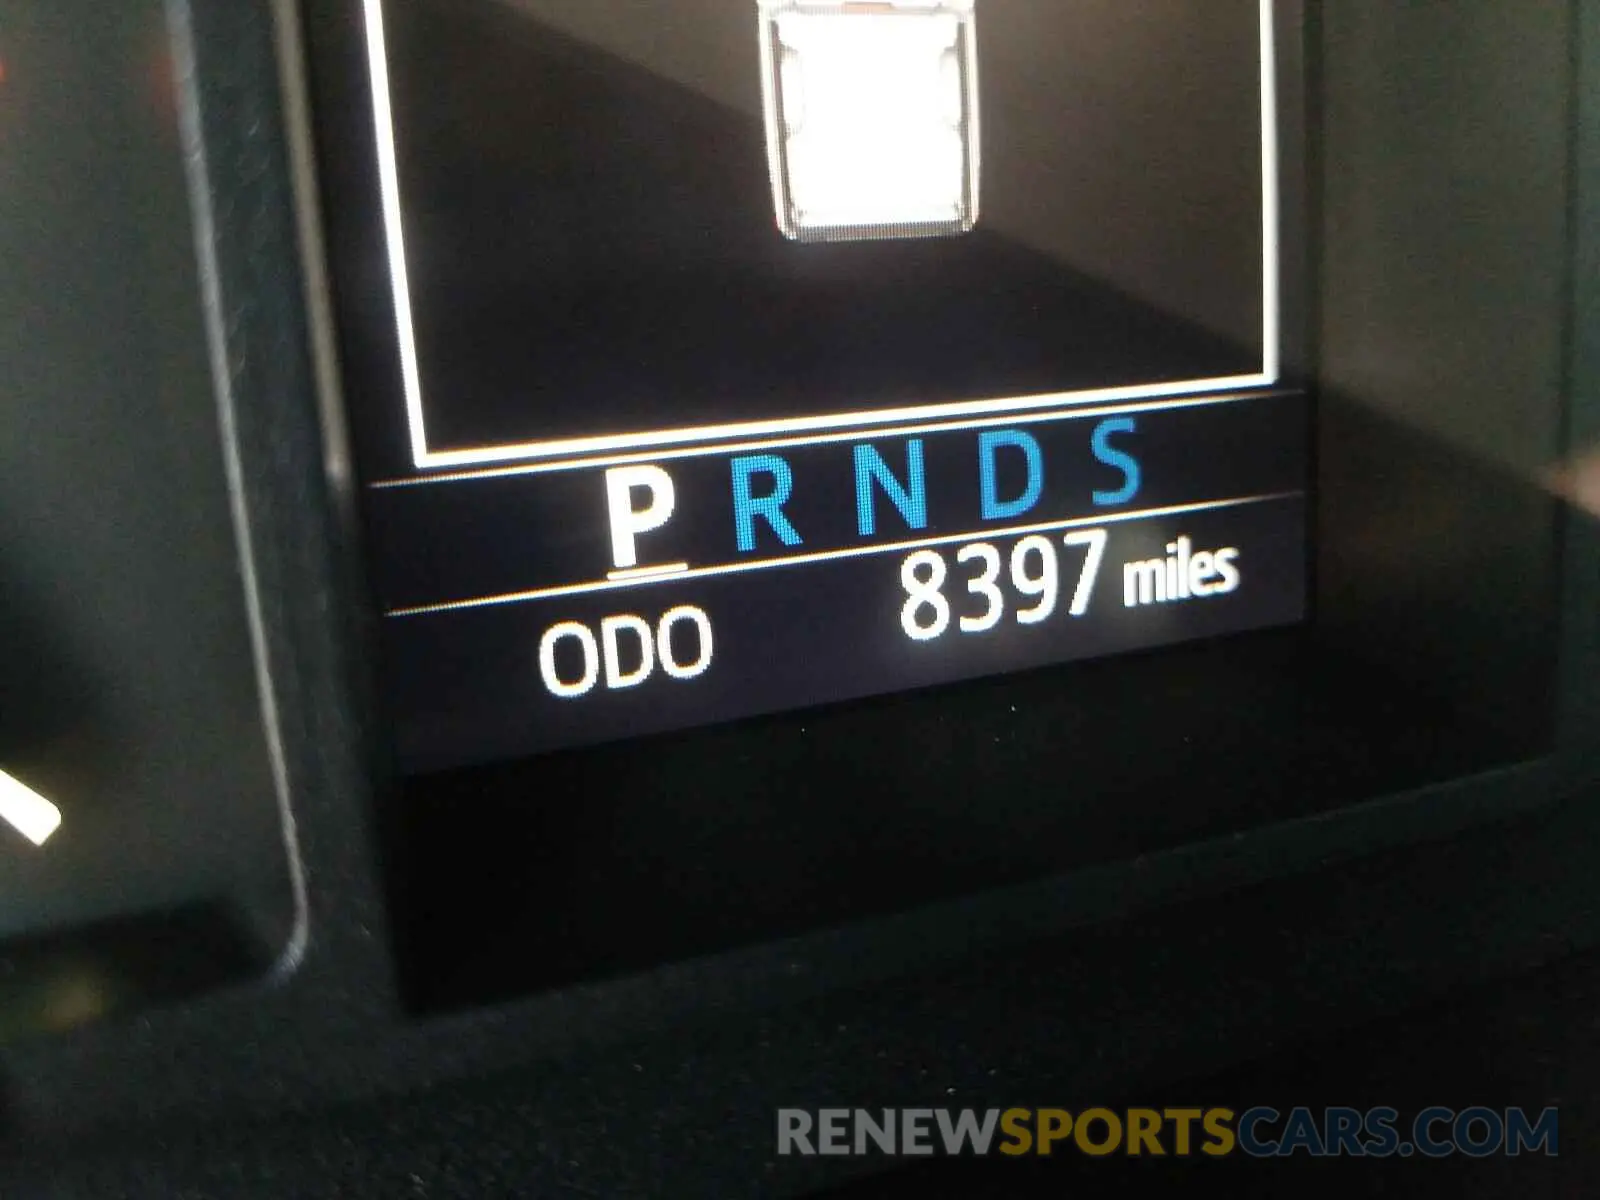 P R N D S
ODO 8397 miles
RENEWSPORTSCARS.COM